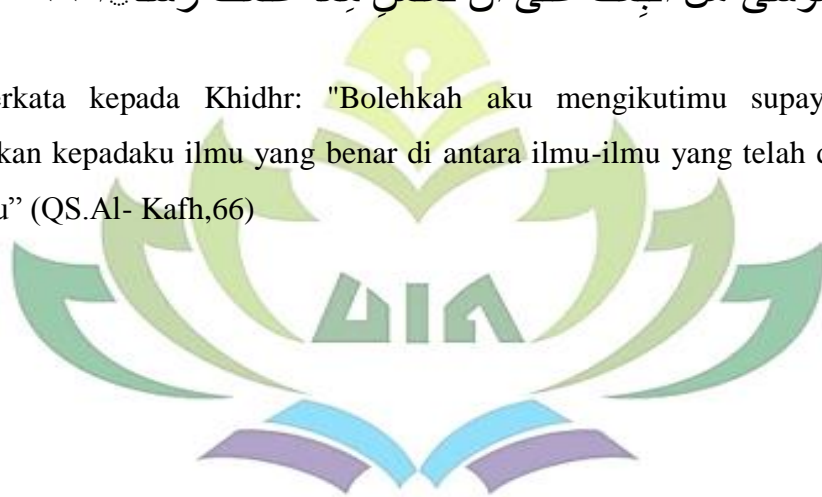 erkata kepada Khidhr: "Bolehkah aku mengikutimu supay
kan kepadaku ilmu yang benar di antara ilmu-ilmu yang telah d
u” (QS.Al- Kafh,66)
UIN